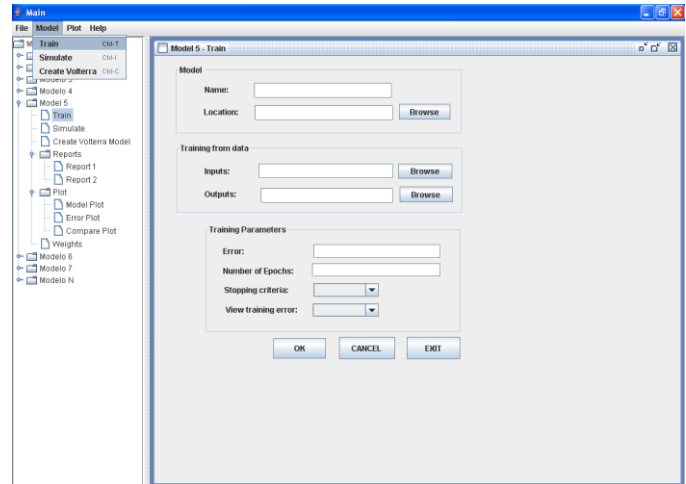 Main
File Model Plot Help
Train Ctrl-T
Simulate Ctrl-I
Create Volterra Ctrl-C
Modelo 4
Model 5
Train
Simulate
Create Volterra Model
Reports
Report 1
Report 2
Plot
Model Plot
Error Plot
Compare Plot
Weights
Modelo 6
Modelo 7
Modelo N
Model 5 - Train
Model
Name:
Location: Browse
Training from data
Inputs: Browse
Outputs: Browse
Training Parameters
Error:
Number of Epochs:
Stopping criteria:
View training error:
OK CANCEL EXIT